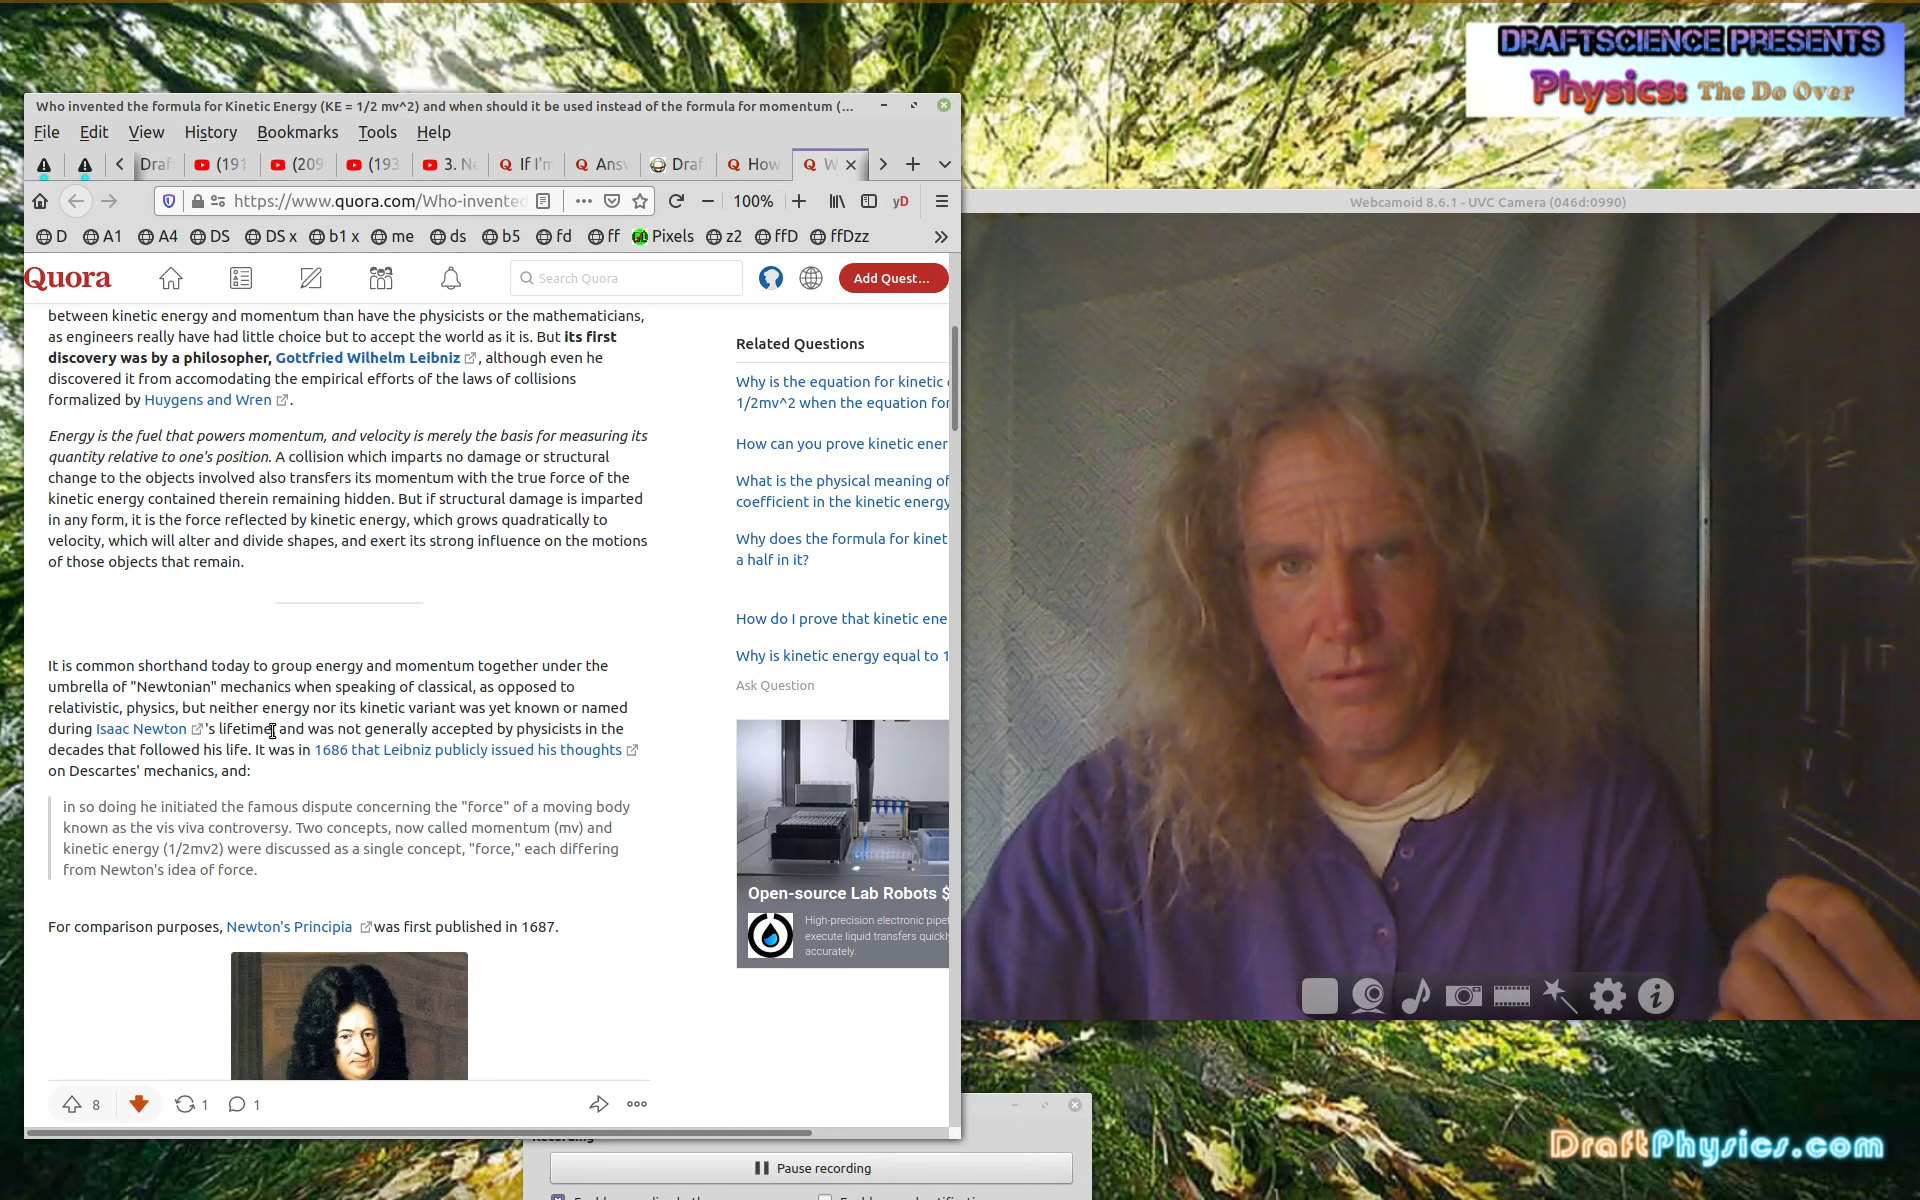 DRAFTSCIENCE PRESENTS
Physics: The Do Over
Who invented the formula for Kinetic Energy (KE = 1/2 mv^2) and when should it be used instead of the formula for momentum (...
File Edit View History Bookmarks Tools Help
Draf (191 (209 (193 3. Ne If I'm Ans Draf How W
https://www.quora.com/Who-invented 100%
D A1 A4 DS DS x b1 x me ds b5 fd ff Pixels z2 ffD ffDzz
Webcamoid 8.6.1 - UVC Camera (046d:0990)
Quora Search Quora Add Quest...
between kinetic energy and momentum than have the physicists or the mathematicians,
as engineers really have had little choice but to accept the world as it is. But its first
discovery was by a philosopher, Gottfried Wilhelm Leibniz , although even he
discovered it from accomodating the empirical efforts of the laws of collisions
formalized by Huygens and Wren .
Energy is the fuel that powers momentum, and velocity is merely the basis for measuring its
quantity relative to one's position. A collision which imparts no damage or structural
change to the objects involved also transfers its momentum with the true force of the
kinetic energy contained therein remaining hidden. But if structural damage is imparted
in any form, it is the force reflected by kinetic energy, which grows quadratically to
velocity, which will alter and divide shapes, and exert its strong influence on the motions
of those objects that remain.
It is common shorthand today to group energy and momentum together under the
umbrella of "Newtonian" mechanics when speaking of classical, as opposed to
relativistic, physics, but neither energy nor its kinetic variant was yet known or named
during Isaac Newton 's lifetime and was not generally accepted by physicists in the
decades that followed his life. It was in 1686 that Leibniz publicly issued his thoughts
on Descartes' mechanics, and:
in so doing he initiated the famous dispute concerning the "force" of a moving body
known as the vis viva controversy. Two concepts, now called momentum (mv) and
kinetic energy (1/2mv2) were discussed as a single concept, "force," each differing
from Newton's idea of force.
For comparison purposes, Newton's Principia was first published in 1687.
8 1 1
Related Questions
Why is the equation for kinetic
1/2mv^2 when the equation for
How can you prove kinetic ener
What is the physical meaning of
coefficient in the kinetic energy
Why does the formula for kinet
a half in it?
How do I prove that kinetic ene
Why is kinetic energy equal to 1
Ask Question
Open-source Lab Robots $
High-precision electronic pipet
execute liquid transfers quickly
accurately.
Pause recording
DraftPhysics.com